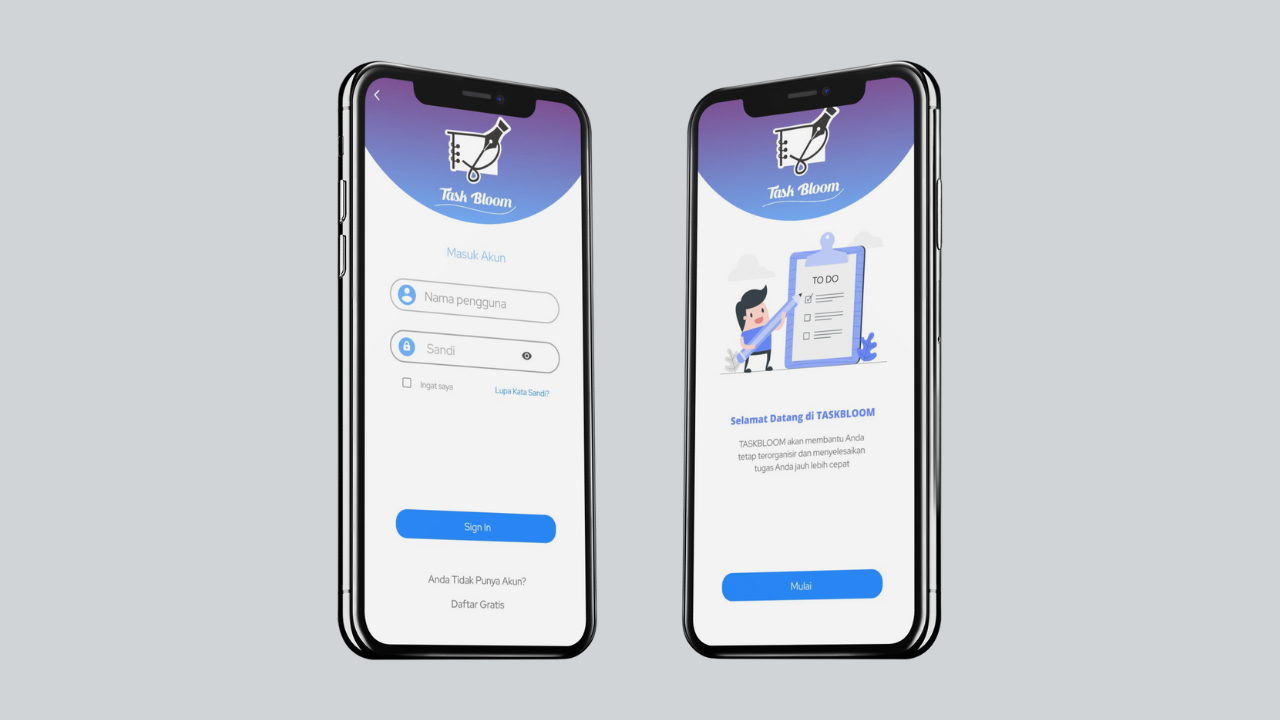 Task Bloom
Masuk Akun
Nama pengguna
Sandi
Ingat saya
Lupa Kata Sandi?
Sign In
Anda Tidak Punya Akun?
Daftar Gratis
Task Bloom
TO DO
Selamat Datang di TASKBLOOM
TASKBLOOM akan membantu Anda
tetap terorganisir dan menyelesaikan
tugas Anda jauh lebih cepat
Mulai